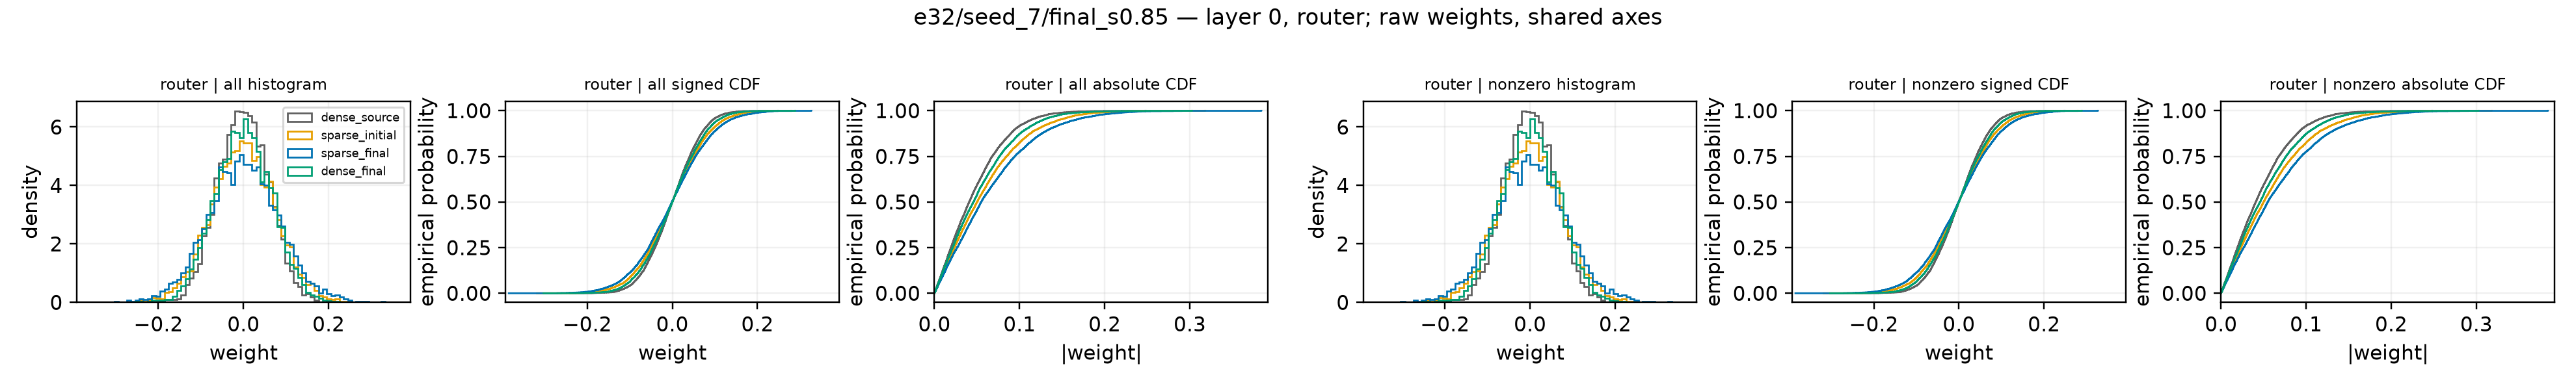 e32/seed_7/final_s0.85 — layer 0, router; raw weights, shared axes
router | all histogram
density
6
4
2
0
−0.2
0.0
0.2
weight
dense_source
sparse_initial
sparse_final
dense_final
router | all signed CDF
empirical probability
1.00
0.75
0.50
0.25
0.00
−0.2
0.0
0.2
weight
router | all absolute CDF
empirical probability
1.00
0.75
0.50
0.25
0.00
0.0
0.1
0.2
0.3
|weight|
router | nonzero histogram
density
6
4
2
0
−0.2
0.0
0.2
weight
router | nonzero signed CDF
empirical probability
1.00
0.75
0.50
0.25
0.00
−0.2
0.0
0.2
weight
router | nonzero absolute CDF
empirical probability
1.00
0.75
0.50
0.25
0.00
0.0
0.1
0.2
0.3
|weight|